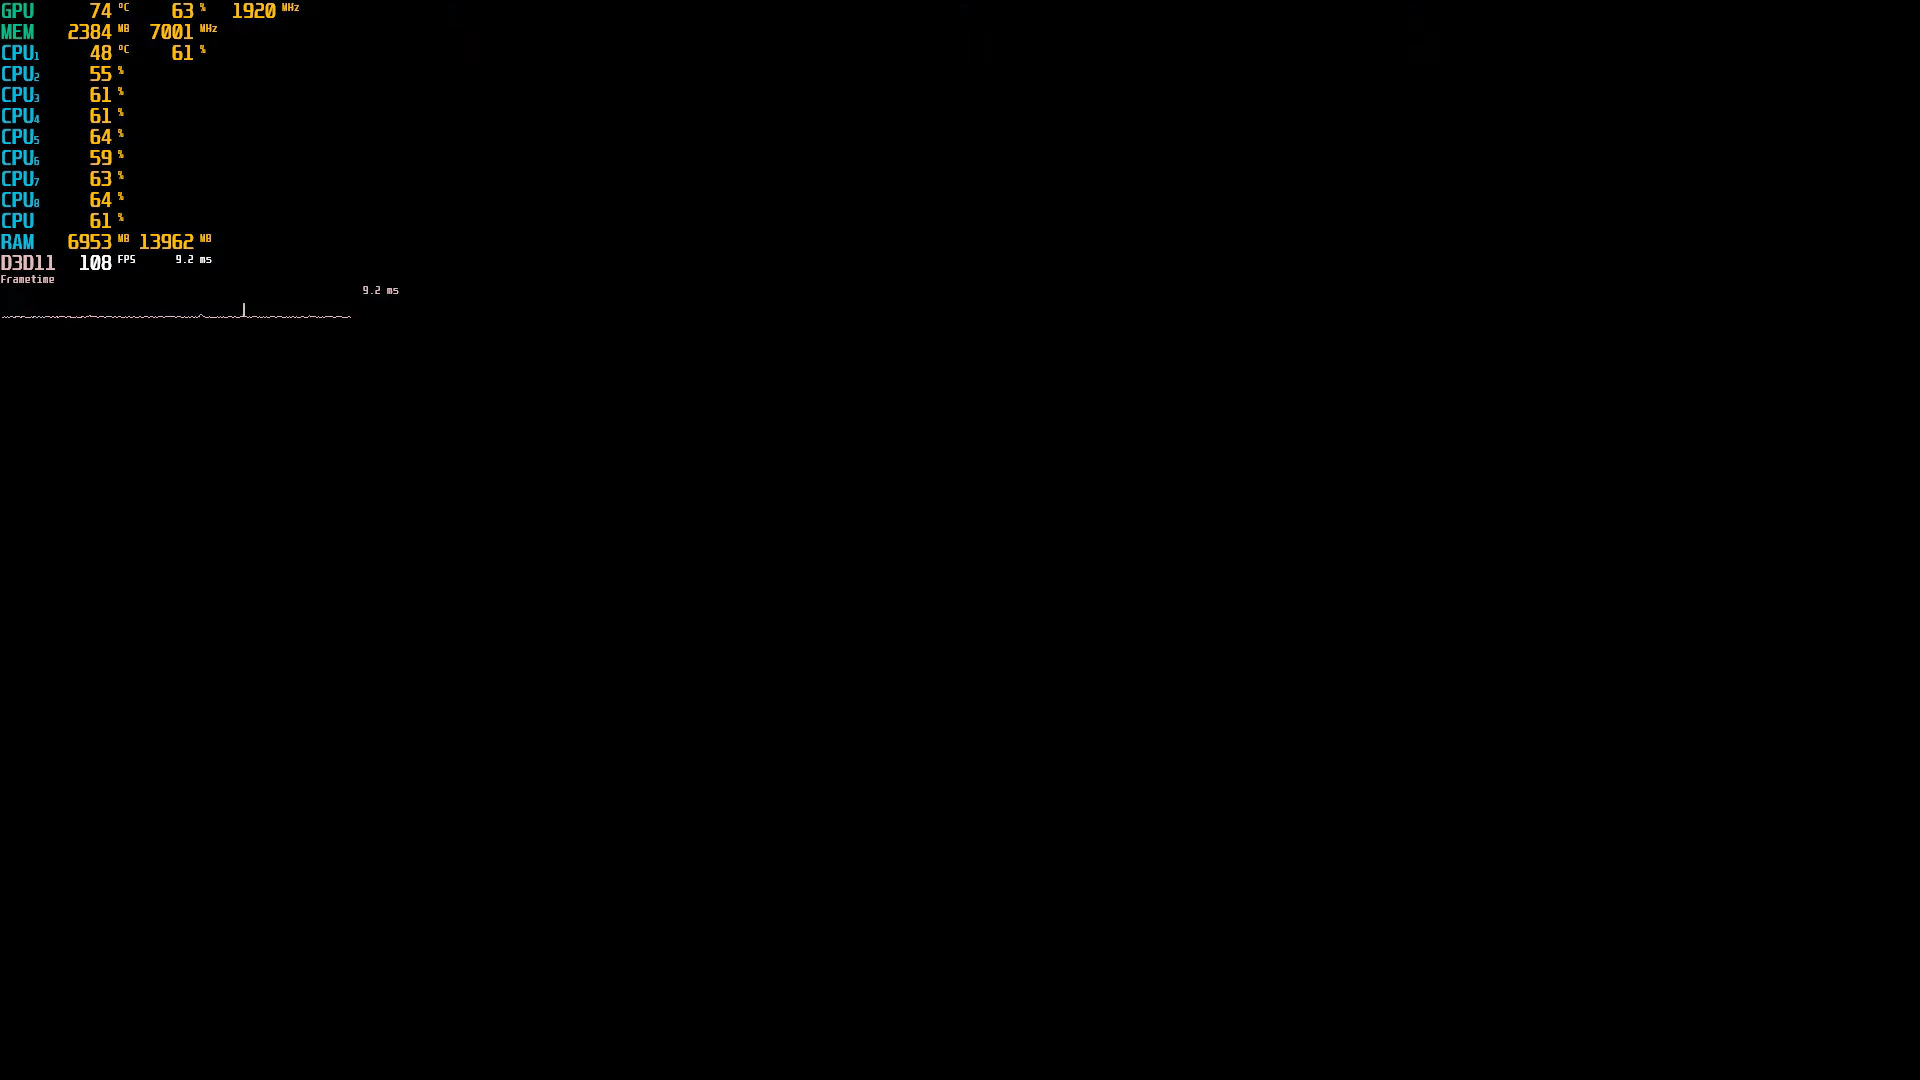 GPU 74 °C 63 % 1920 MHz
MEM 2384 MB 7001 MHz
CPU1 48 °C 61 %
CPU2 55 %
CPU3 61 %
CPU4 61 %
CPU5 64 %
CPU6 59 %
CPU7 63 %
CPU8 64 %
CPU 61 %
RAM 6953 MB 13962 MB
D3D11 108 FPS 9.2 ms
Frametime
9.2 ms